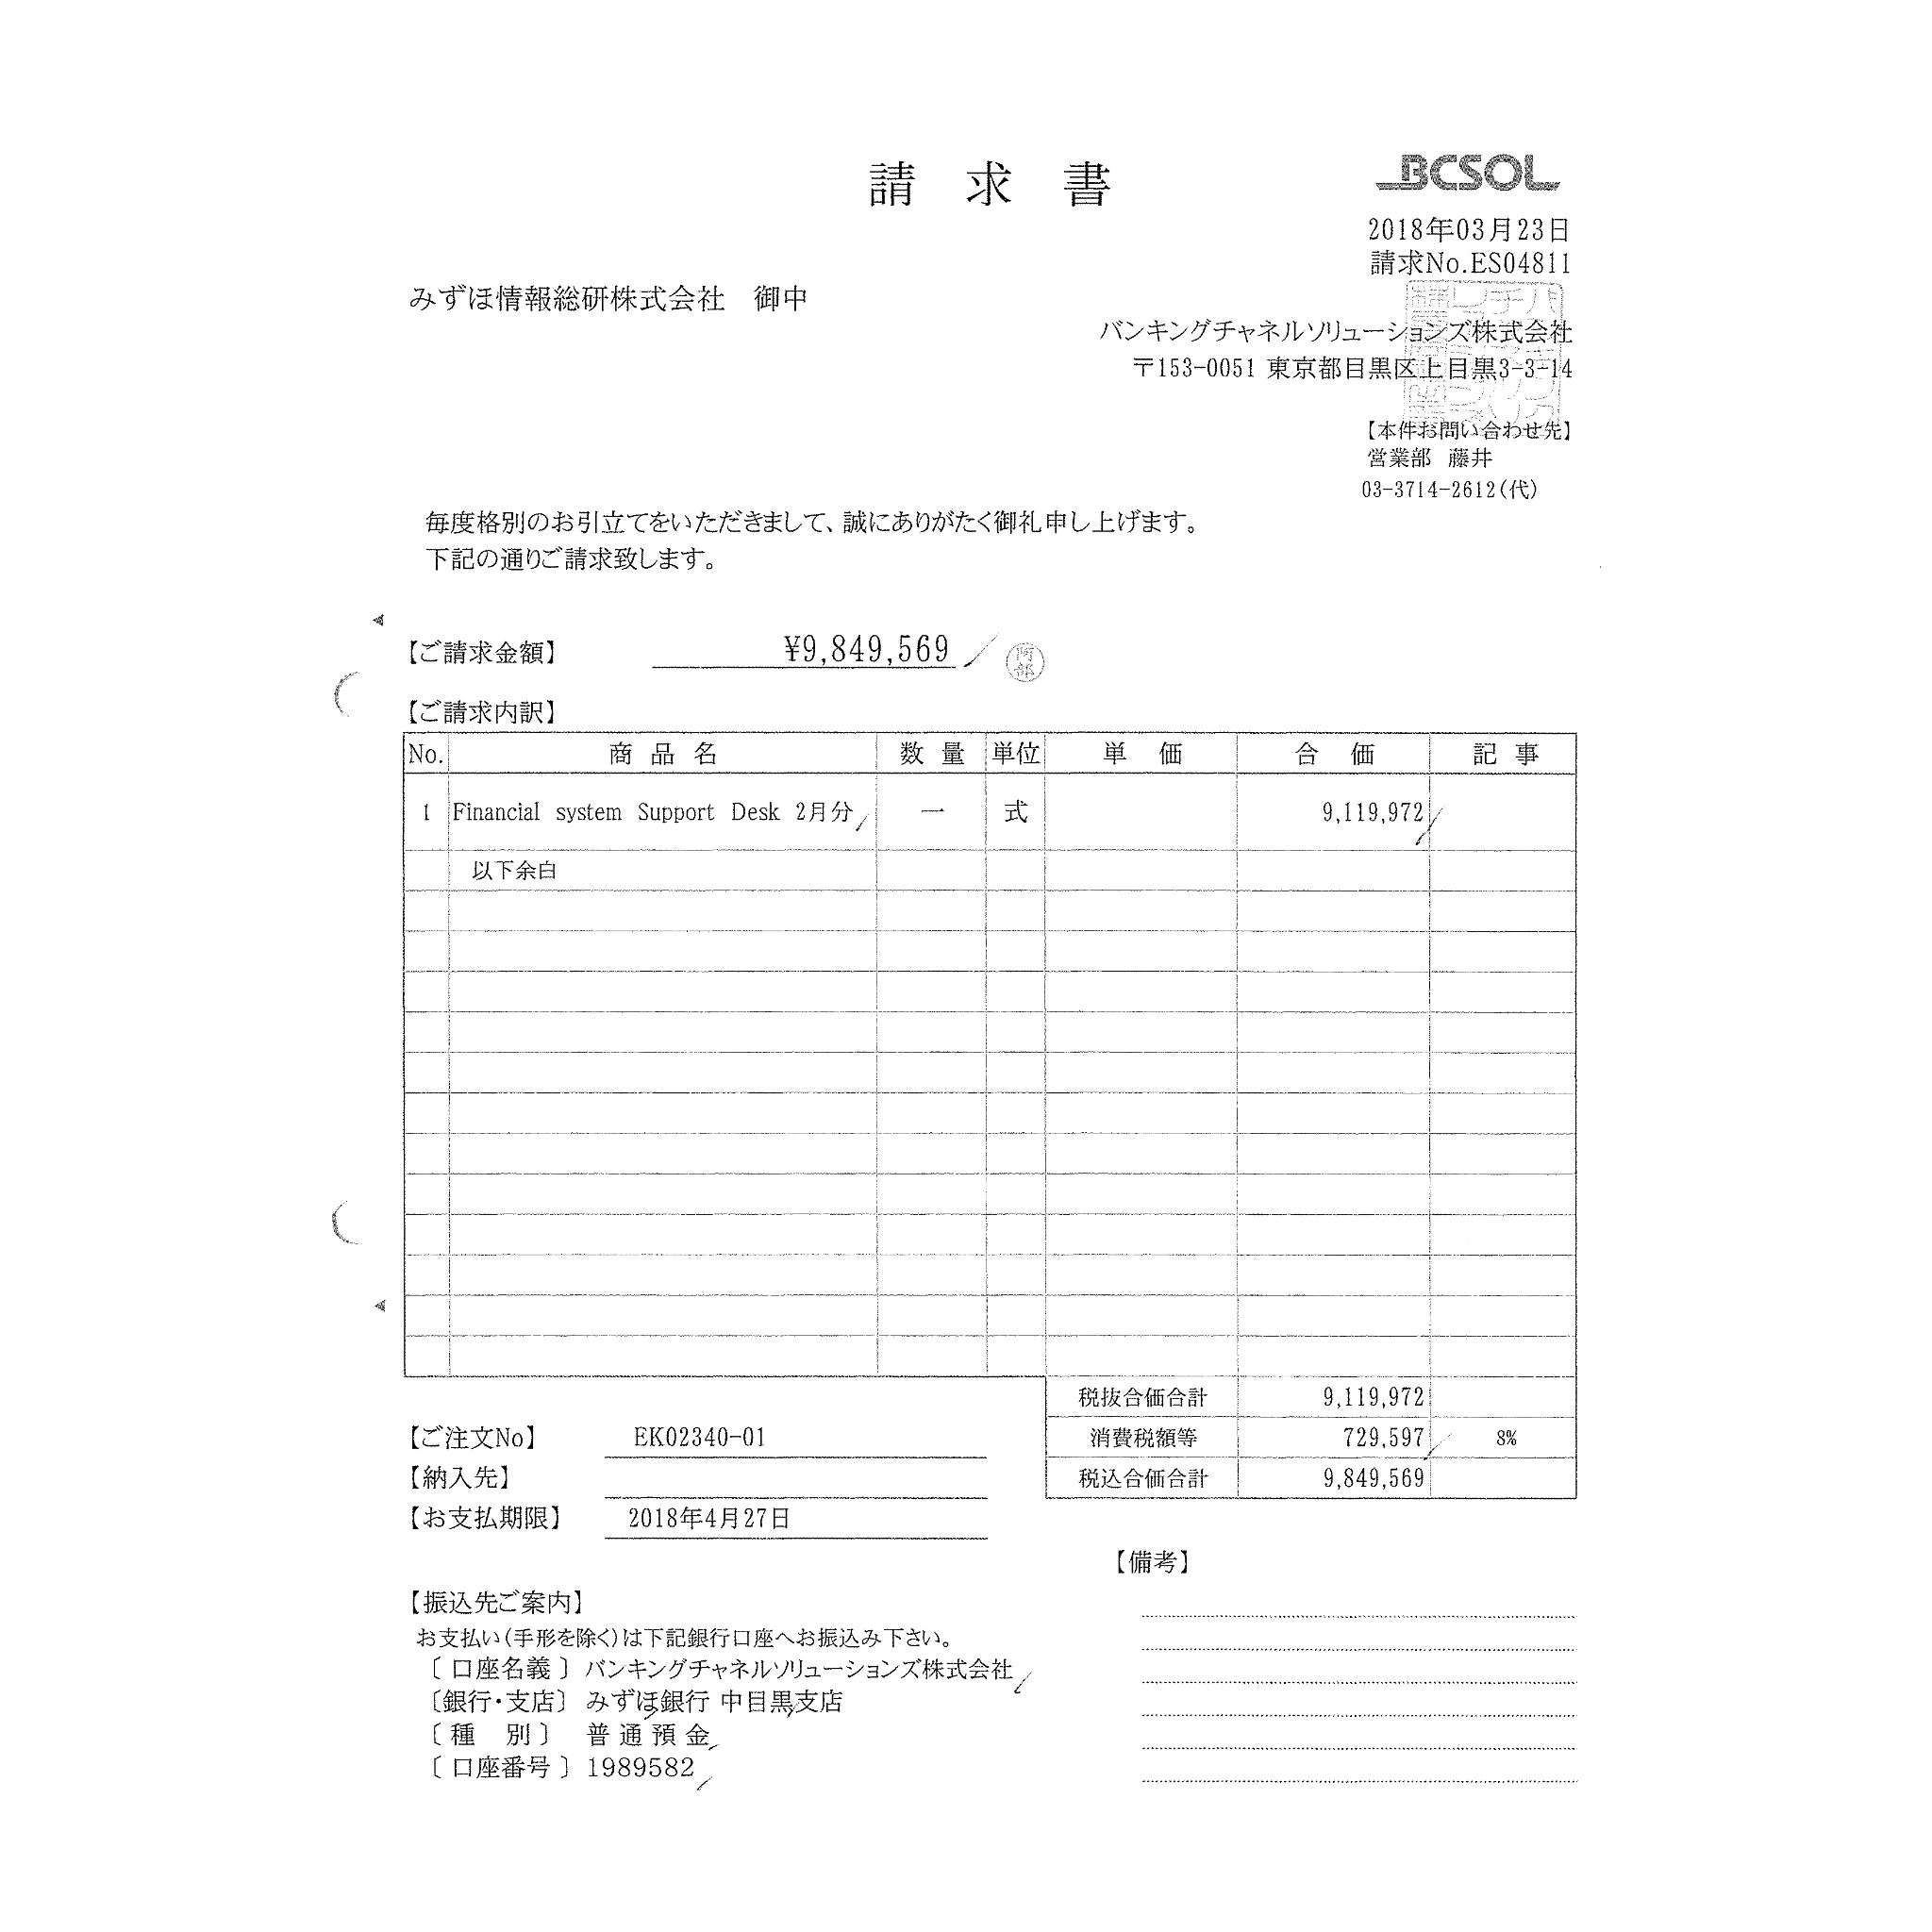 請 求 書
BCSOL
2018年03月23日
請求No.ES04811
みずほ情報総研株式会社 御中
バンキングチャネルソリューションズ株式会社
〒153-0051 東京都目黒区上目黒3-3-14
【本件お問い合わせ先】
営業部 藤井
03-3714-2612(代)
毎度格別のお引立てをいただきまして、誠にありがたく御礼申し上げます。
下記の通りご請求致します。
【ご請求金額】 ¥9,849,569
阿部
【ご請求内訳】
No. 商 品 名 数 量 単位 単 価 合 価 記 事
1 Financial system Support Desk 2月分 一 式 9,119,972
以下余白
税抜合価合計 9,119,972
消費税額等 729,597 8%
税込合価合計 9,849,569
【ご注文No】 EK02340-01
【納入先】
【お支払期限】 2018年4月27日
【備考】
【振込先ご案内】
お支払い(手形を除く)は下記銀行口座へお振込み下さい。
〔 口座名義 〕 バンキングチャネルソリューションズ株式会社
〔銀行・支店〕 みずほ銀行 中目黒支店
〔 種 別 〕 普 通 預 金
〔 口座番号 〕 1989582